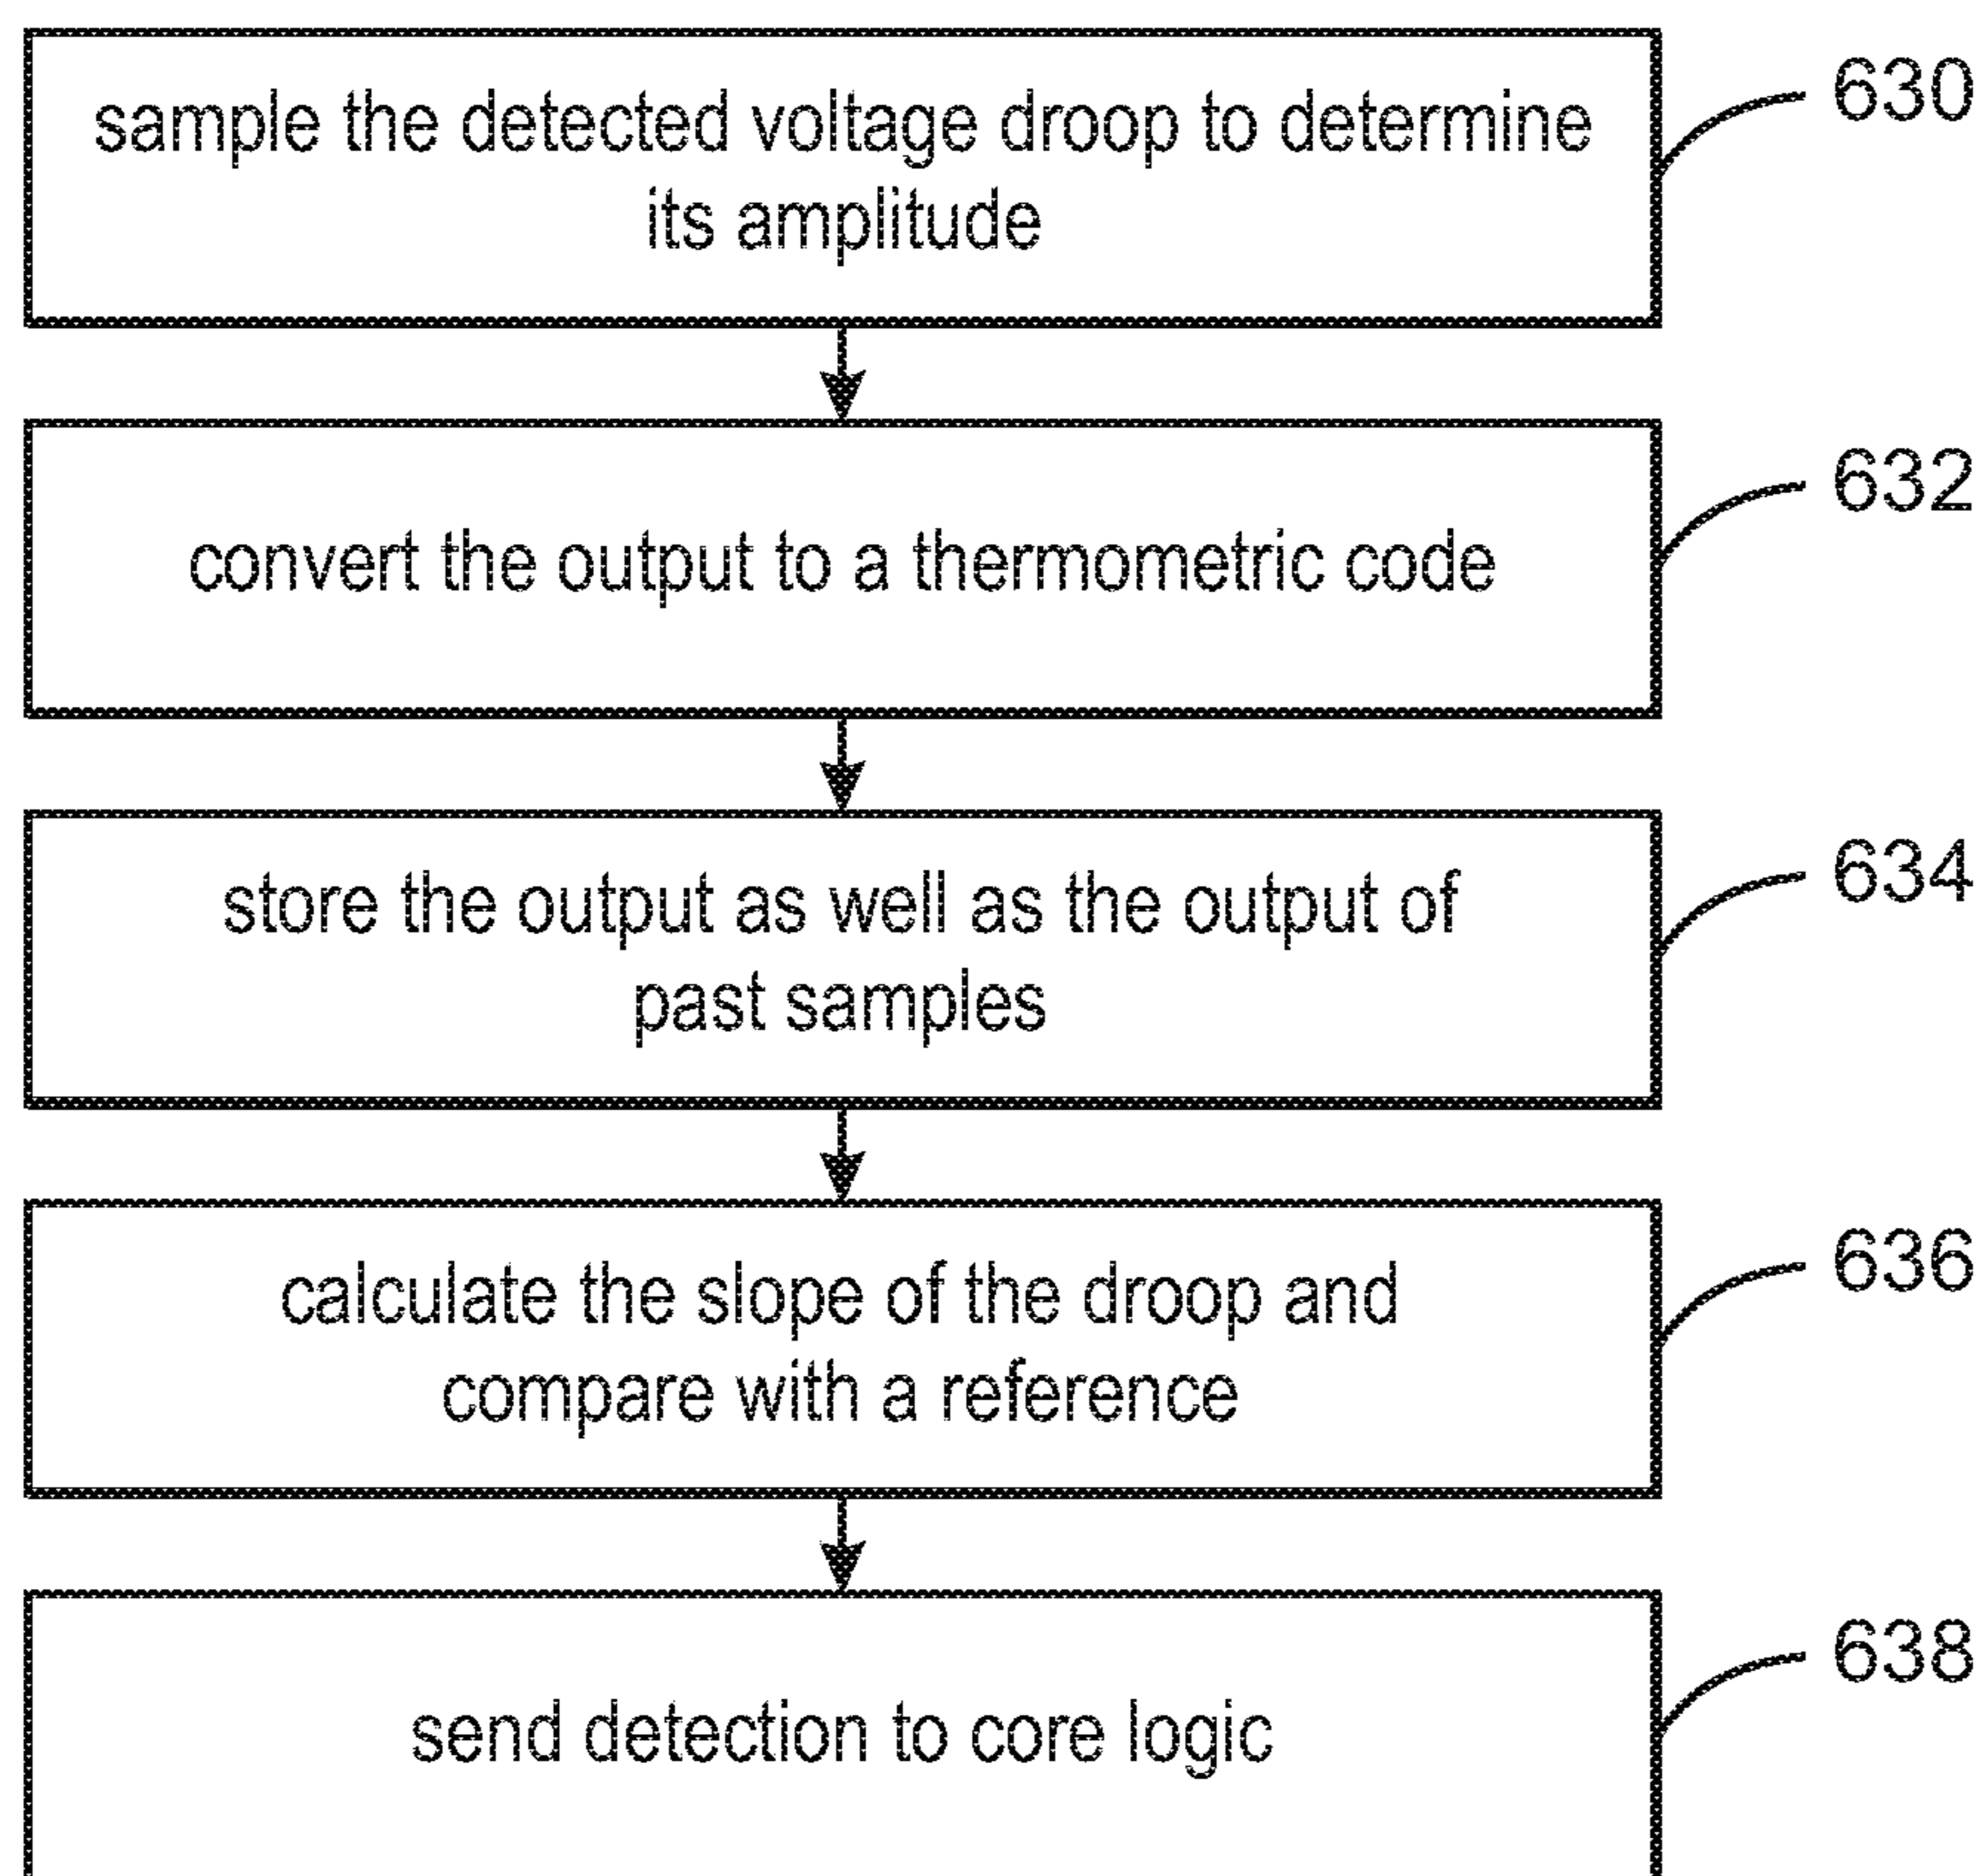 sample the detected voltage droop to determine
its amplitude
630
convert the output to a thermometric code
632
store the output as well as the output of
past samples
634
calculate the slope of the droop and
compare with a reference
636
send detection to core logic
638